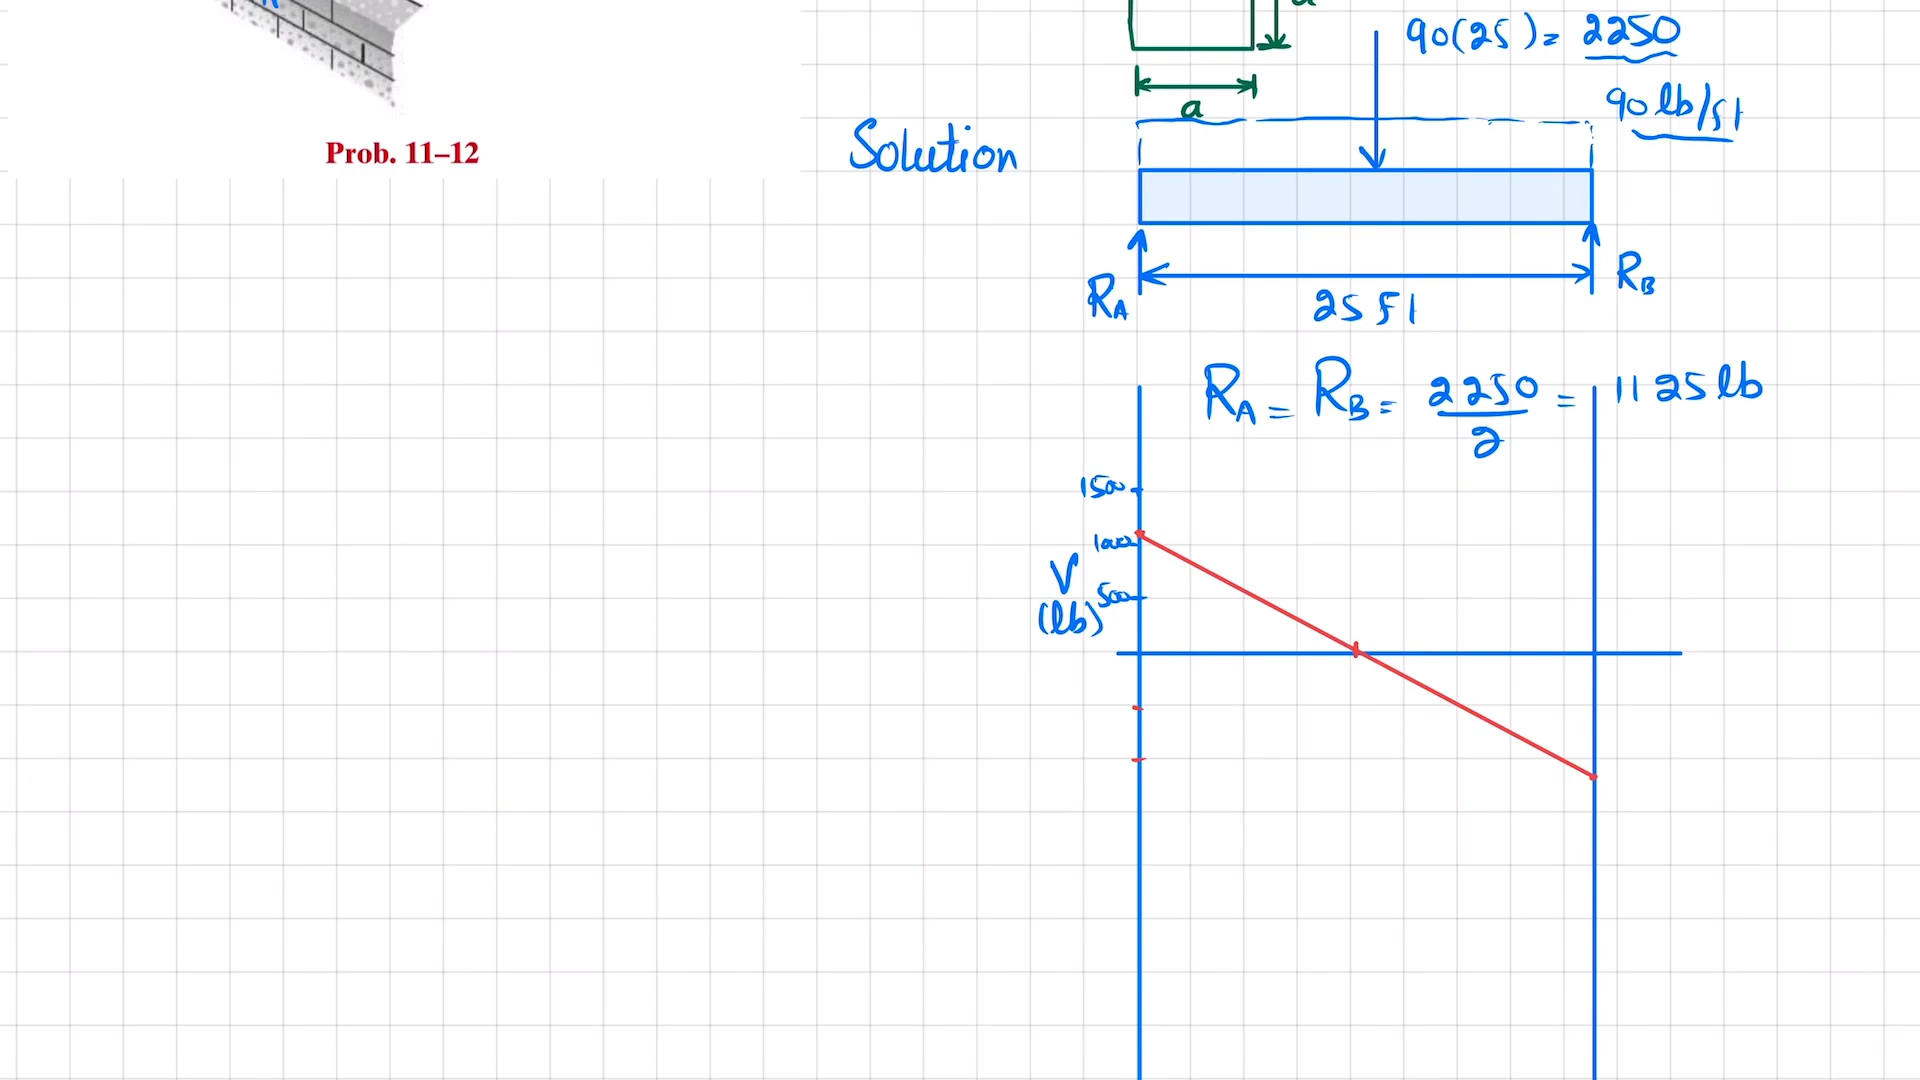 a
90(25) = 2250
90 lb/ft
a
Solution
Prob. 11–12
R_A
R_B
25 ft
R_A = R_B = 2250/2 = 1125 lb
1500
1000
V
(lb)
500